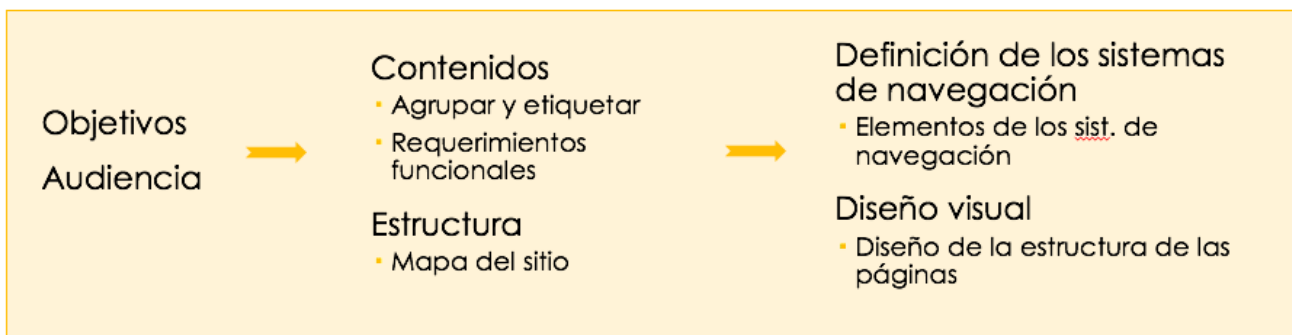 Objetivos
Audiencia
Contenidos
Agrupar y etiquetar
Requerimientos
funcionales
Estructura
Mapa del sitio
Definición de los sistemas
de navegación
Elementos de los sist. de
navegación
Diseño visual
Diseño de la estructura de las
páginas